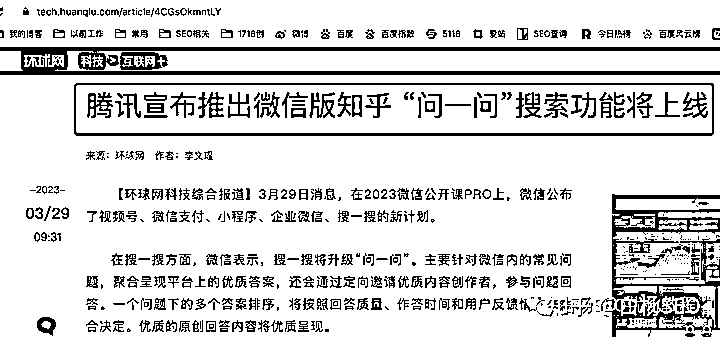 tech.huanqiu.com/article/4CGsOkmntLY
我的博客 以前工作 常用 SEO相关 1718创 微博 百度 百度指数 5118 爱站 SEO查询 今日热榜 百度风云榜
环球网 科技 > 互联网+
腾讯宣布推出微信版知乎 “问一问”搜索功能将上线
来源：环球网 作者：李文瑶
-2023-
03/29
09:31
【环球网科技综合报道】3月29日消息，在2023微信公开课PRO上，微信公布
了视频号、微信支付、小程序、企业微信、搜一搜的新计划。
在搜一搜方面，微信表示，搜一搜将升级“问一问”。主要针对微信内的常见问
题，聚合呈现平台上的优质答案，还会通过定向邀请优质内容创作者，参与问题回
答。一个问题下的多个答案排序，将按照回答质量、作答时间和用户反馈情
合决定。优质的原创回答内容将优质呈现。